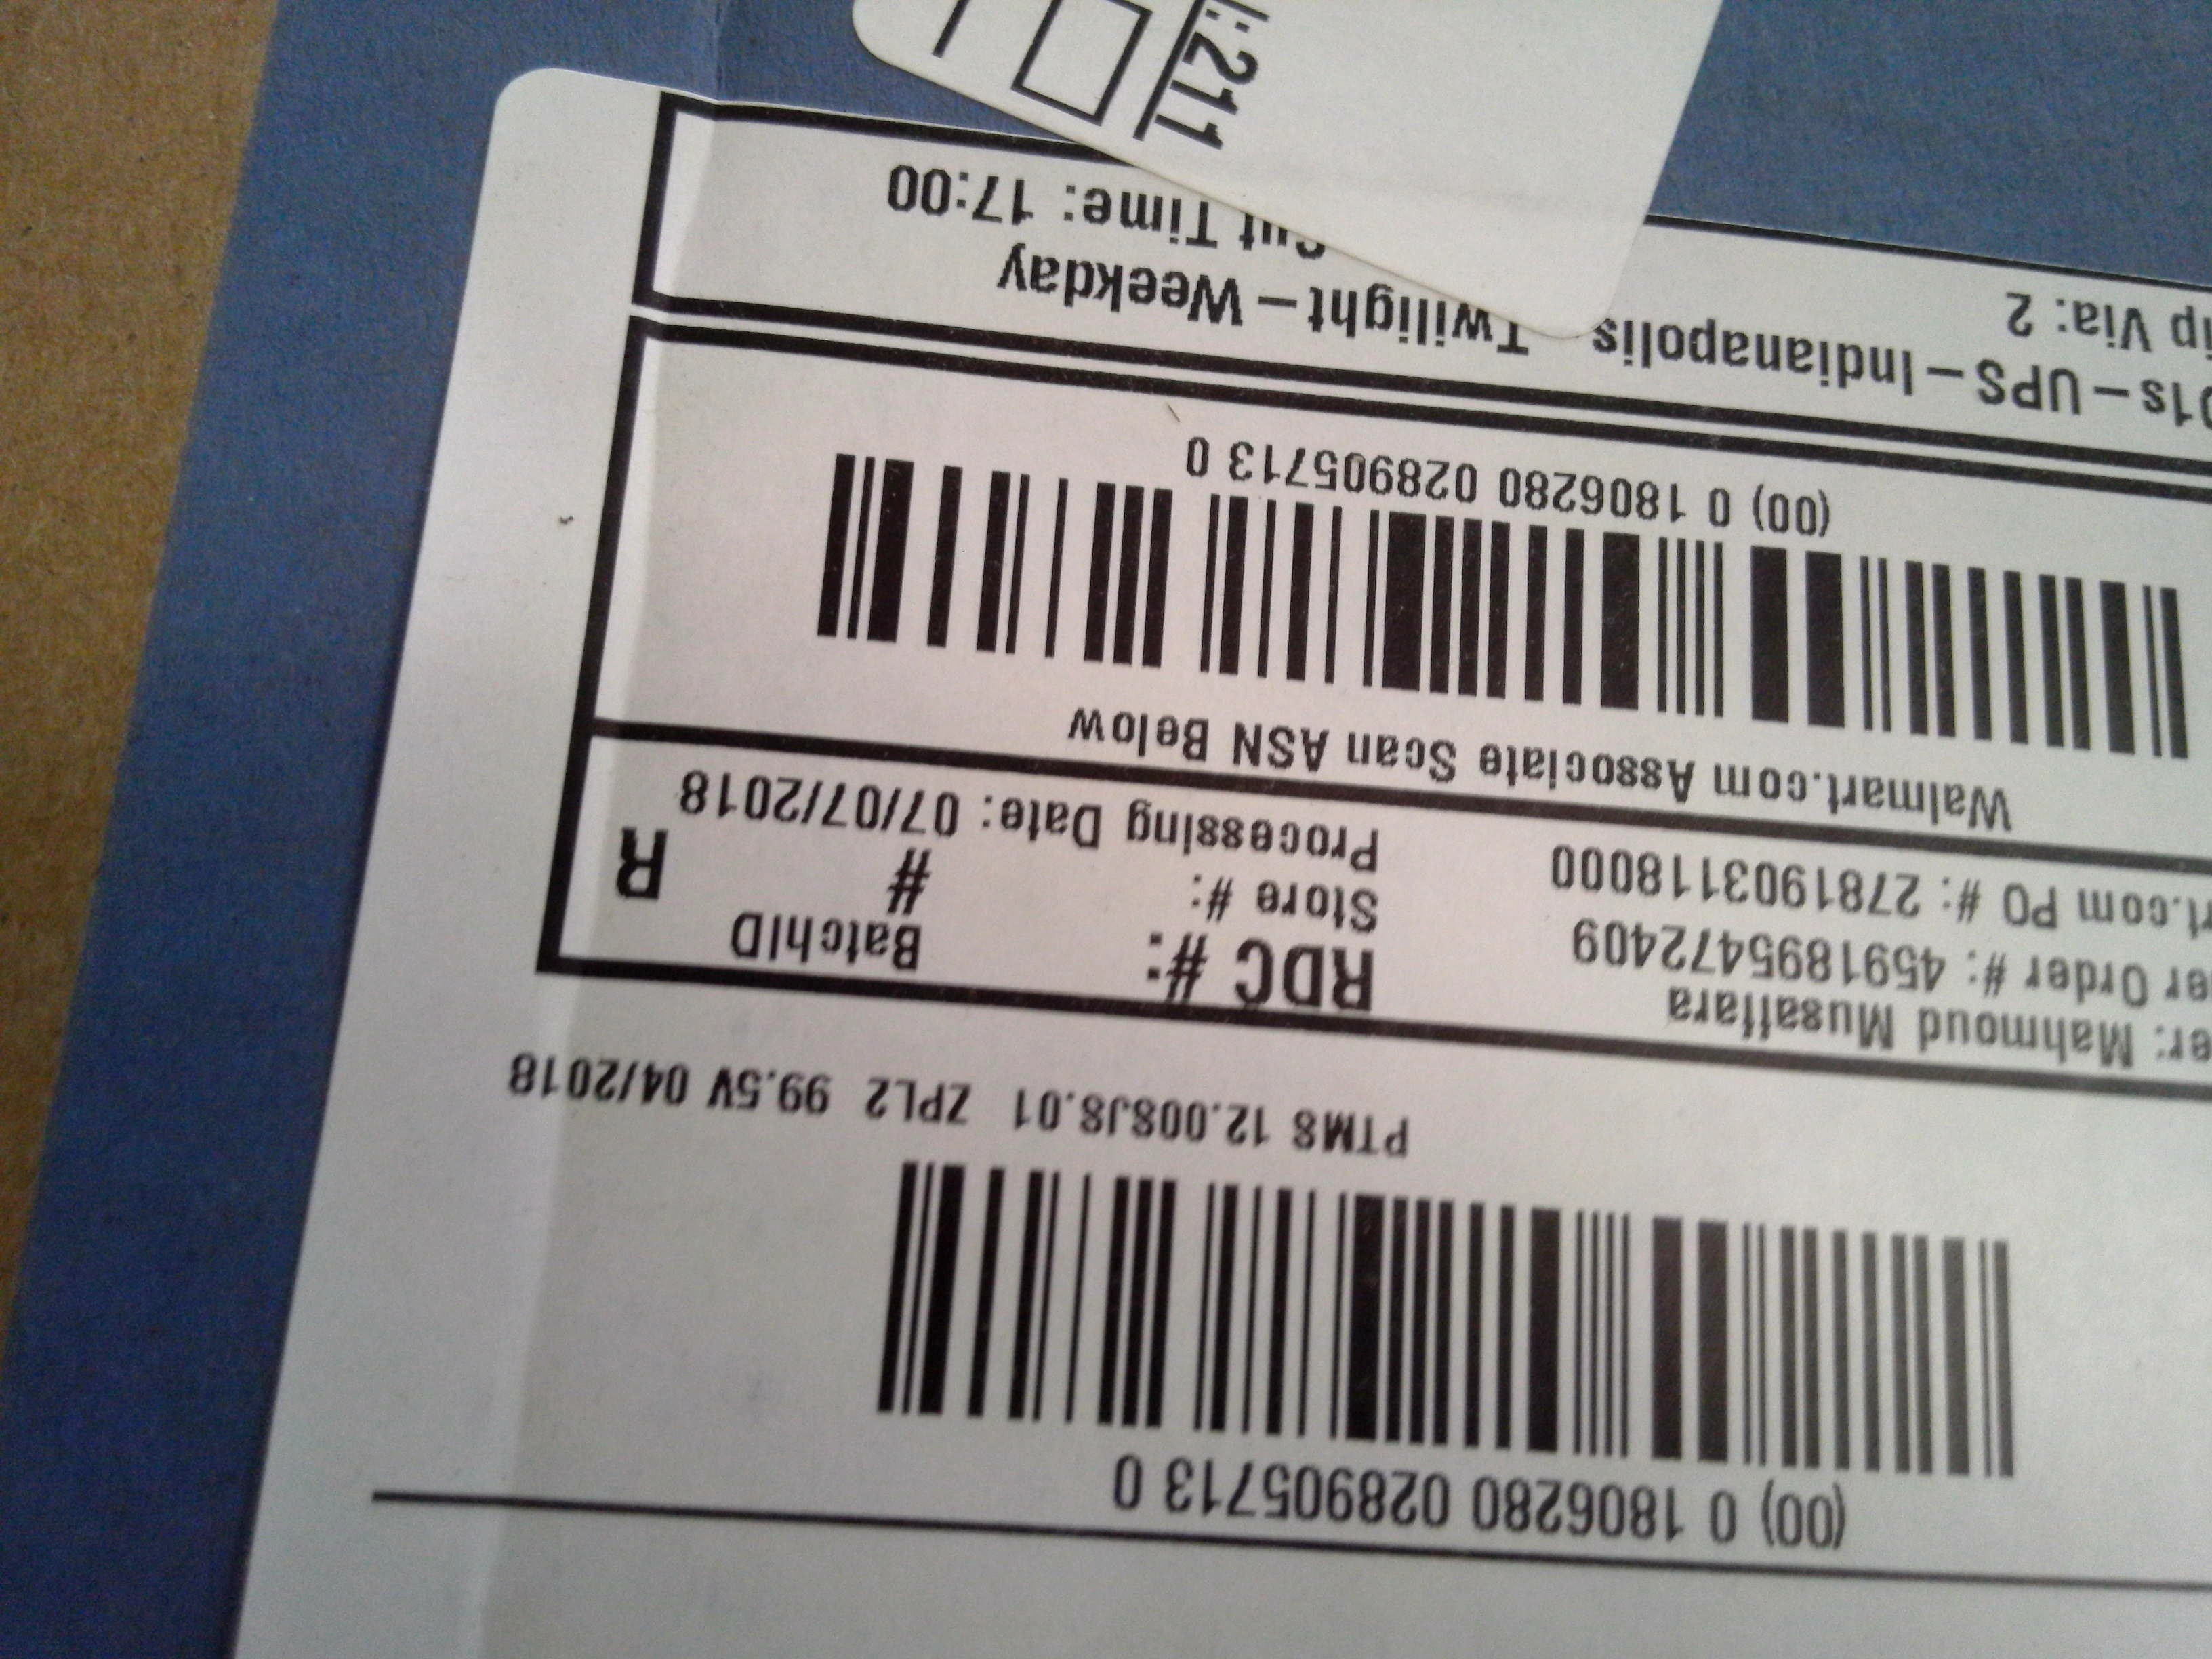 (00) 0 1806280 028905713 0
PTMS 12.008J8.01 ZPL2 99.5V 04/2018
er: Mahmoud Musaffara
er Order #: 4591895472409
rt.com PO #: 2781903118000
RDC #:
Store #:
Processing Date: 07/07/2018
BatchID
#
R
Walmart.com Associate Scan ASN Below
(00) 0 1806280 028905713 0
01s – UPS – Indianapolis Twilight – Weekday
ip Via: 2
Cut Time: 17:00
I:211